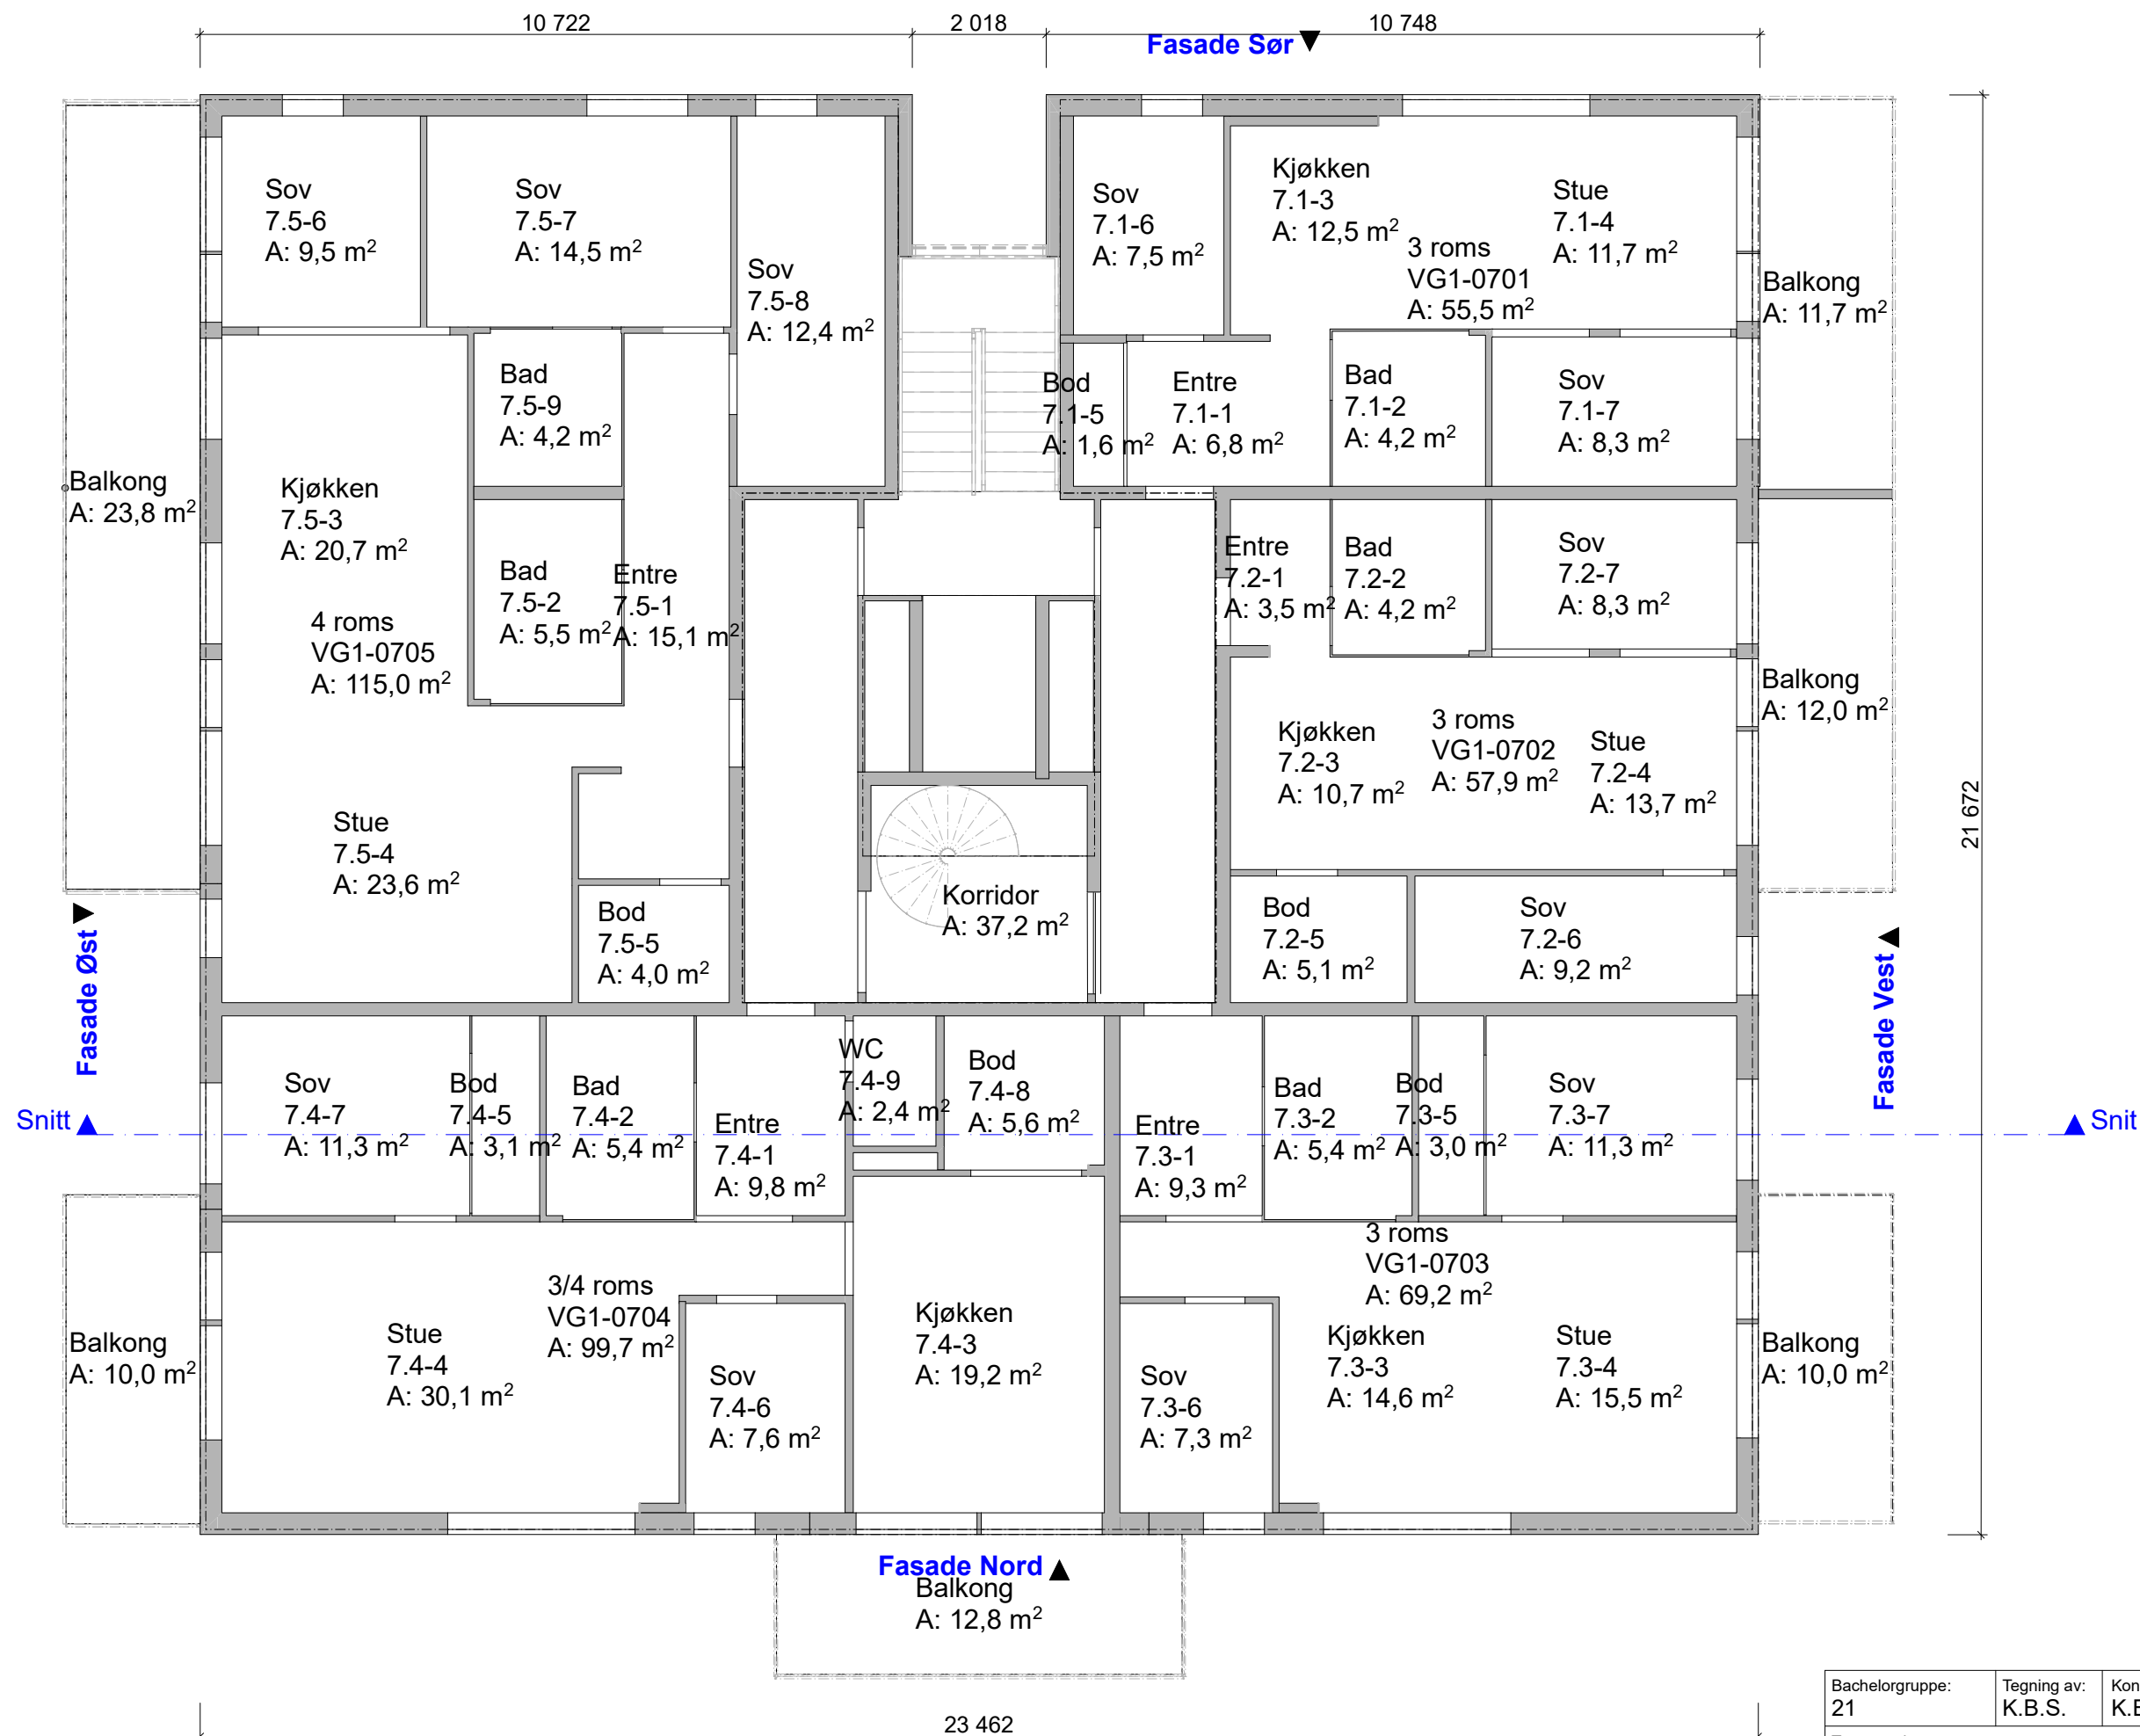 10 722
2 018
10 748
Fasade Sør
Sov
7.5-6
A: 9,5 m²
Sov
7.5-7
A: 14,5 m²
Sov
7.5-8
A: 12,4 m²
Sov
7.1-6
A: 7,5 m²
Kjøkken
7.1-3
A: 12,5 m²
3 roms
VG1-0701
A: 55,5 m²
Stue
7.1-4
A: 11,7 m²
Balkong
A: 11,7 m²
Bad
7.5-9
A: 4,2 m²
Bod
7.1-5
A: 1,6 m²
Entre
7.1-1
A: 6,8 m²
Bad
7.1-2
A: 4,2 m²
Sov
7.1-7
A: 8,3 m²
Balkong
A: 23,8 m²
Kjøkken
7.5-3
A: 20,7 m²
4 roms
VG1-0705
A: 115,0 m²
Bad
7.5-2
A: 5,5 m²
Entre
7.5-1
A: 15,1 m²
Entre
7.2-1
A: 3,5 m²
Bad
7.2-2
A: 4,2 m²
Sov
7.2-7
A: 8,3 m²
Balkong
A: 12,0 m²
Kjøkken
7.2-3
A: 10,7 m²
3 roms
VG1-0702
A: 57,9 m²
Stue
7.2-4
A: 13,7 m²
21 672
Stue
7.5-4
A: 23,6 m²
Bod
7.5-5
A: 4,0 m²
Korridor
A: 37,2 m²
Bod
7.2-5
A: 5,1 m²
Sov
7.2-6
A: 9,2 m²
Fasade Øst
Fasade Vest
Snitt
Sov
7.4-7
A: 11,3 m²
Bod
7.4-5
A: 3,1 m²
Bad
7.4-2
A: 5,4 m²
Entre
7.4-1
A: 9,8 m²
WC
7.4-9
A: 2,4 m²
Bod
7.4-8
A: 5,6 m²
Entre
7.3-1
A: 9,3 m²
Bad
7.3-2
A: 5,4 m²
Bod
7.3-5
A: 3,0 m²
Sov
7.3-7
A: 11,3 m²
Snit
Balkong
A: 10,0 m²
Stue
7.4-4
A: 30,1 m²
3/4 roms
VG1-0704
A: 99,7 m²
Sov
7.4-6
A: 7,6 m²
Kjøkken
7.4-3
A: 19,2 m²
Sov
7.3-6
A: 7,3 m²
3 roms
VG1-0703
A: 69,2 m²
Kjøkken
7.3-3
A: 14,6 m²
Stue
7.3-4
A: 15,5 m²
Balkong
A: 10,0 m²
Fasade Nord
Balkong
A: 12,8 m²
23 462
Bachelorgruppe:
21
Tegning av:
K.B.S.
Kon